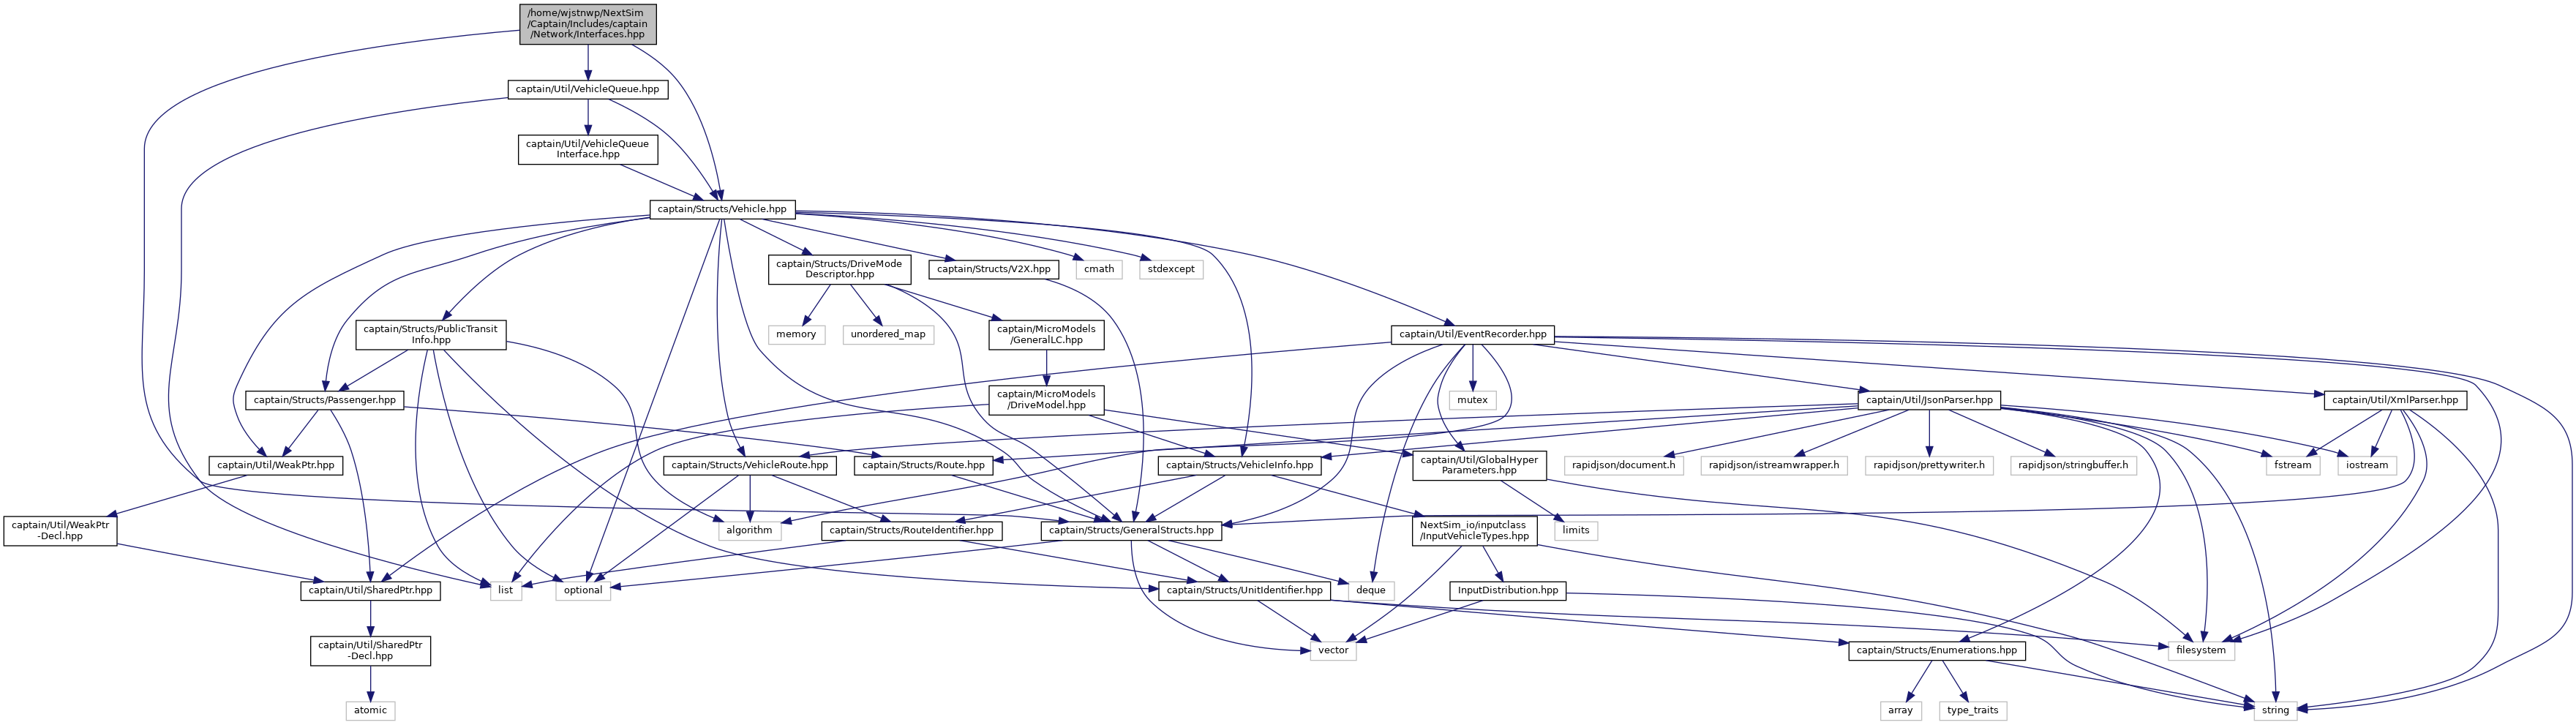 /home/wjstnwp/NextSim
/Captain/Includes/captain
/Network/Interfaces.hpp
captain/Util/VehicleQueue.hpp
captain/Util/VehicleQueue
Interface.hpp
captain/Structs/Vehicle.hpp
captain/Structs/DriveMode
Descriptor.hpp
captain/Structs/V2X.hpp
cmath
stdexcept
captain/Structs/PublicTransit
Info.hpp
memory
unordered_map
captain/MicroModels
/GeneralLC.hpp
captain/Util/EventRecorder.hpp
captain/Structs/Passenger.hpp
captain/MicroModels
/DriveModel.hpp
mutex
captain/Util/JsonParser.hpp
captain/Util/XmlParser.hpp
captain/Util/WeakPtr.hpp
captain/Structs/VehicleRoute.hpp
captain/Structs/Route.hpp
captain/Structs/VehicleInfo.hpp
captain/Util/GlobalHyper
Parameters.hpp
rapidjson/document.h
rapidjson/istreamwrapper.h
rapidjson/prettywriter.h
rapidjson/stringbuffer.h
fstream
iostream
captain/Util/WeakPtr
-Decl.hpp
algorithm
captain/Structs/RouteIdentifier.hpp
captain/Structs/GeneralStructs.hpp
NextSim_io/inputclass
/InputVehicleTypes.hpp
limits
captain/Util/SharedPtr.hpp
list
optional
captain/Structs/UnitIdentifier.hpp
deque
InputDistribution.hpp
captain/Util/SharedPtr
-Decl.hpp
vector
captain/Structs/Enumerations.hpp
filesystem
atomic
array
type_traits
string